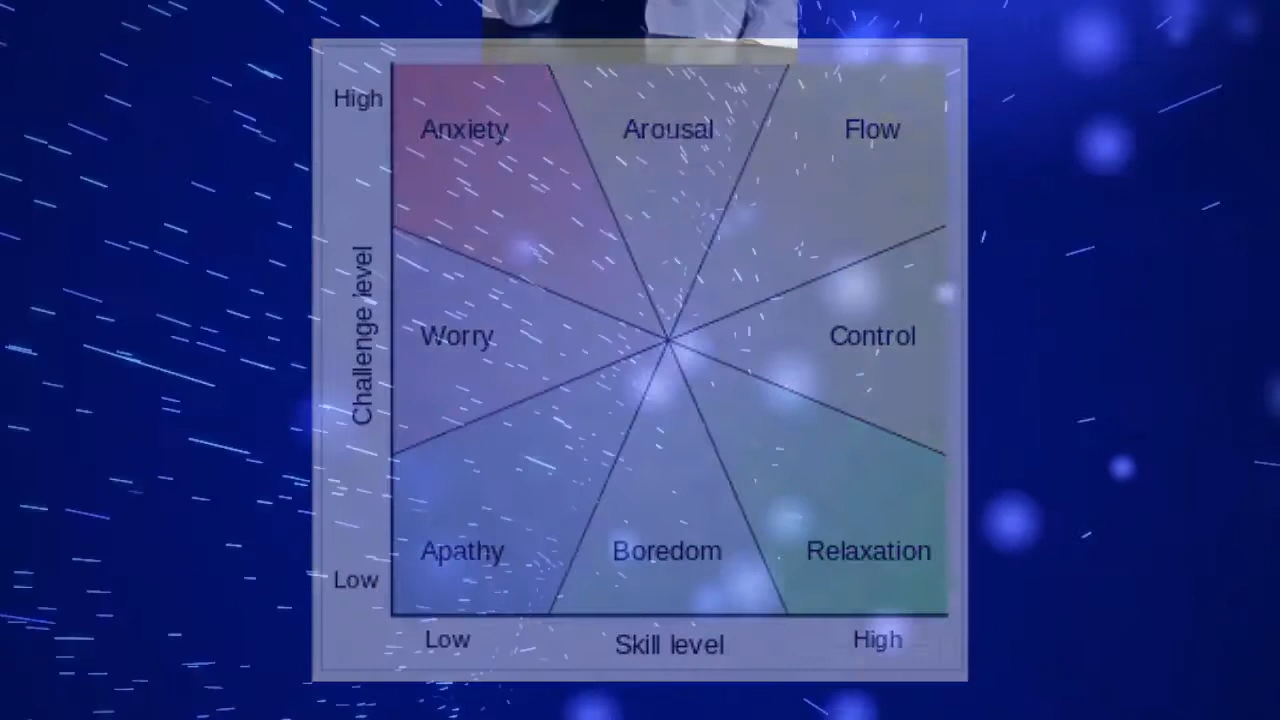 High
Anxiety
Arousal
Flow
Challenge level
Worry
Control
Apathy
Boredom
Relaxation
Low
Low
Skill level
High